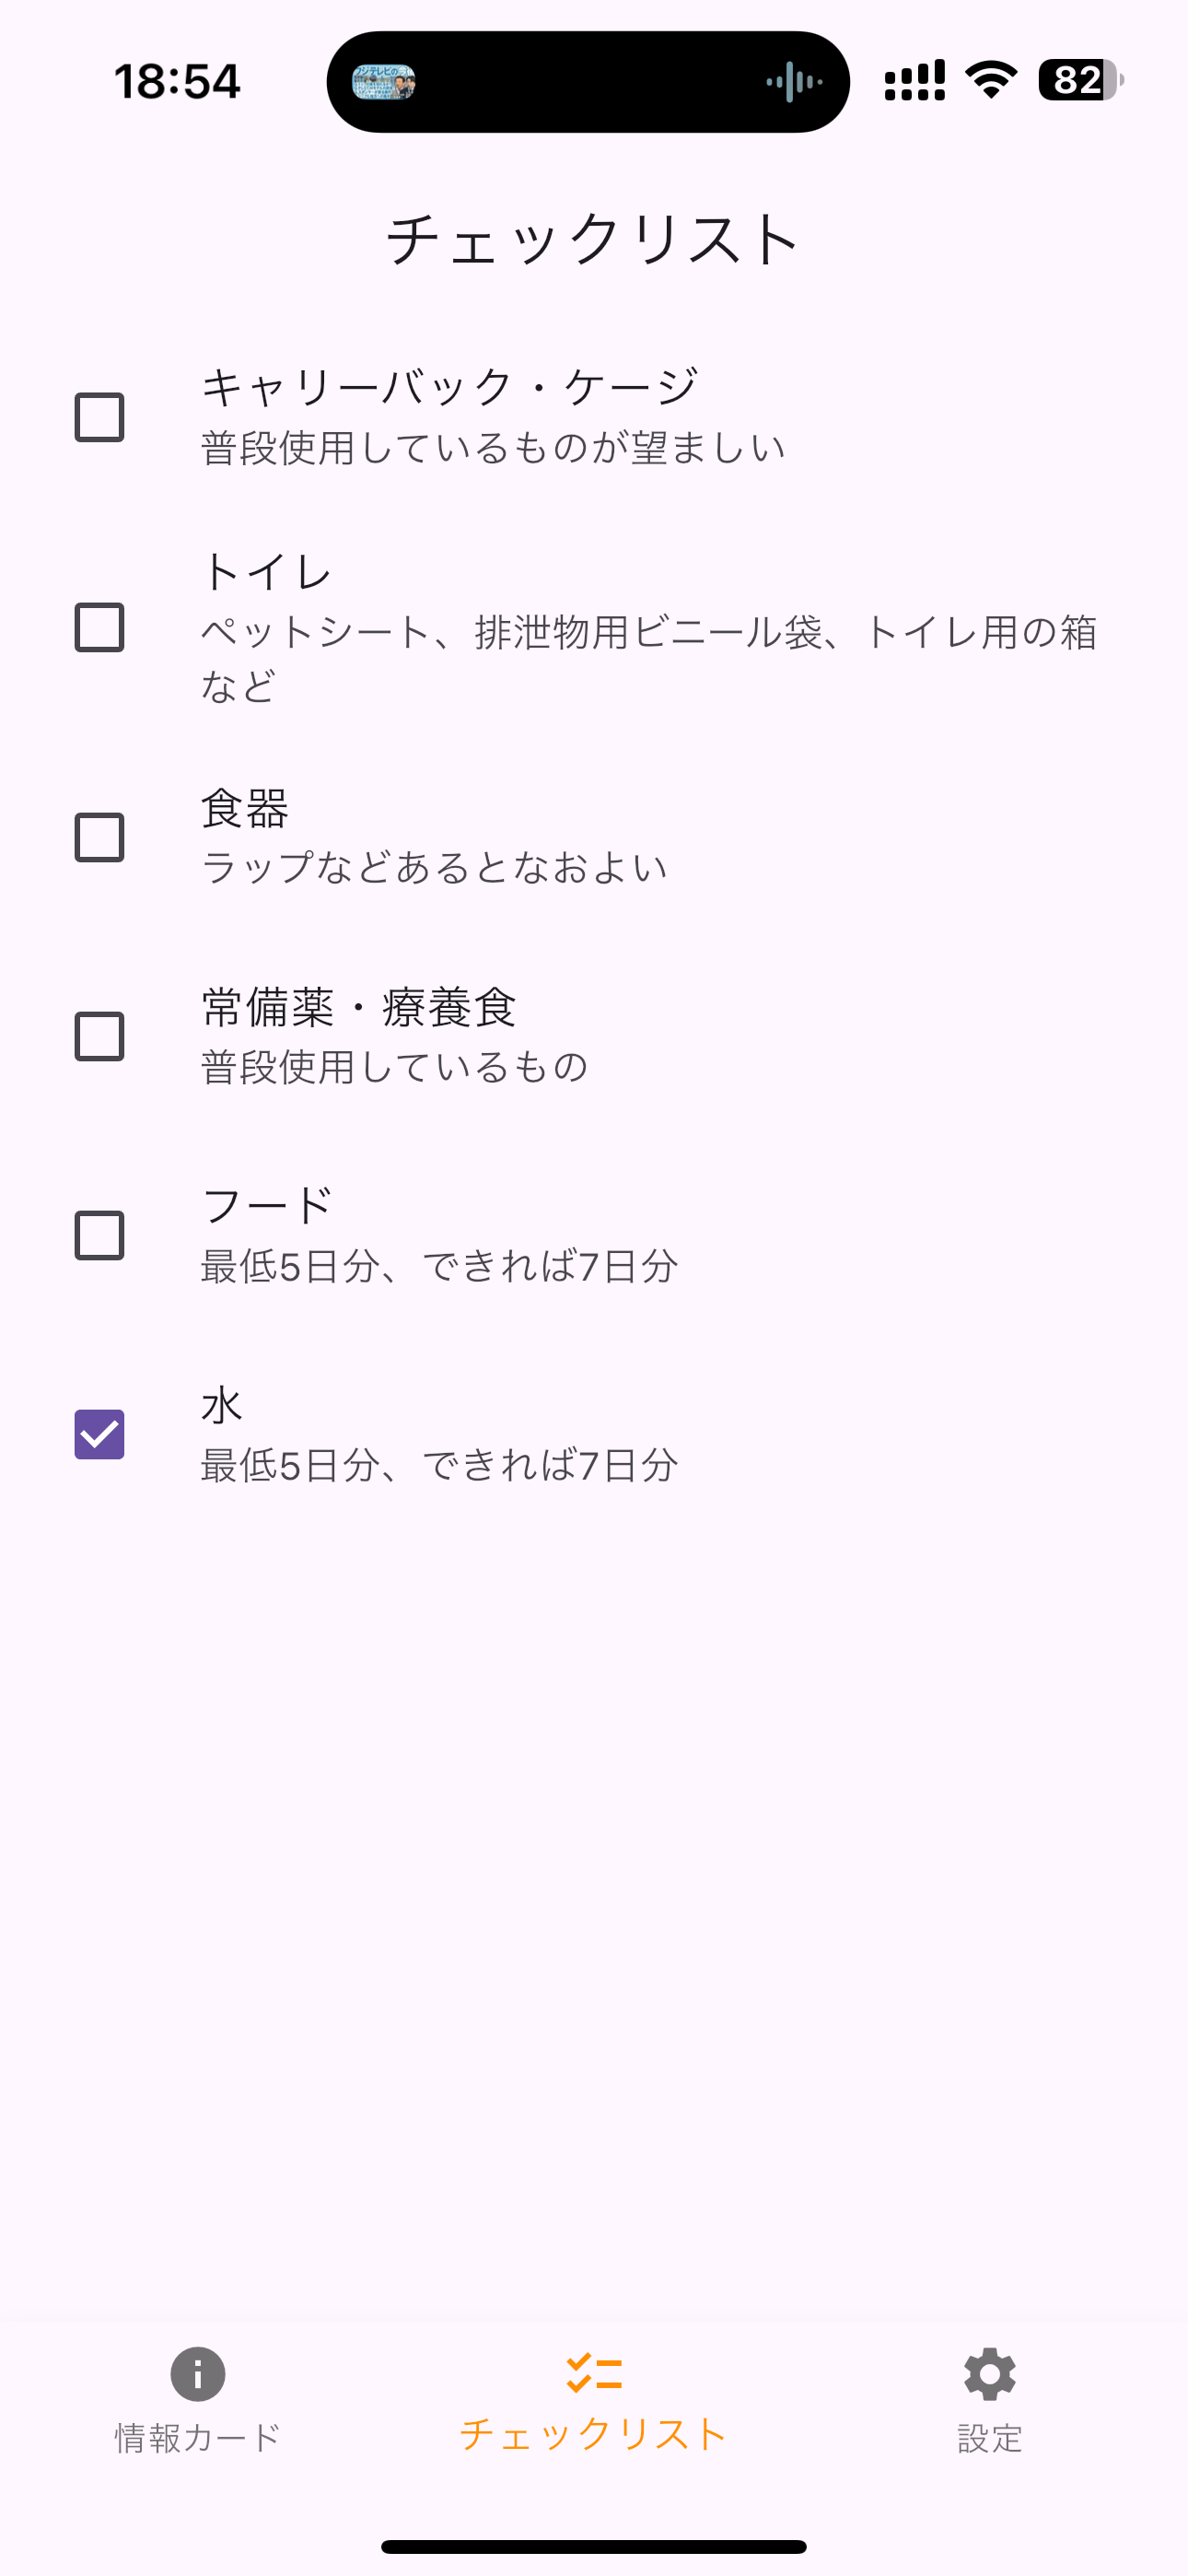 18:54
82
チェックリスト
キャリーバック・ケージ
普段使用しているものが望ましい
トイレ
ペットシート、排泄物用ビニール袋、トイレ用の箱
など
食器
ラップなどあるとなおよい
常備薬・療養食
普段使用しているもの
フード
最低5日分、できれば7日分
水
最低5日分、できれば7日分
情報カード
チェックリスト
設定